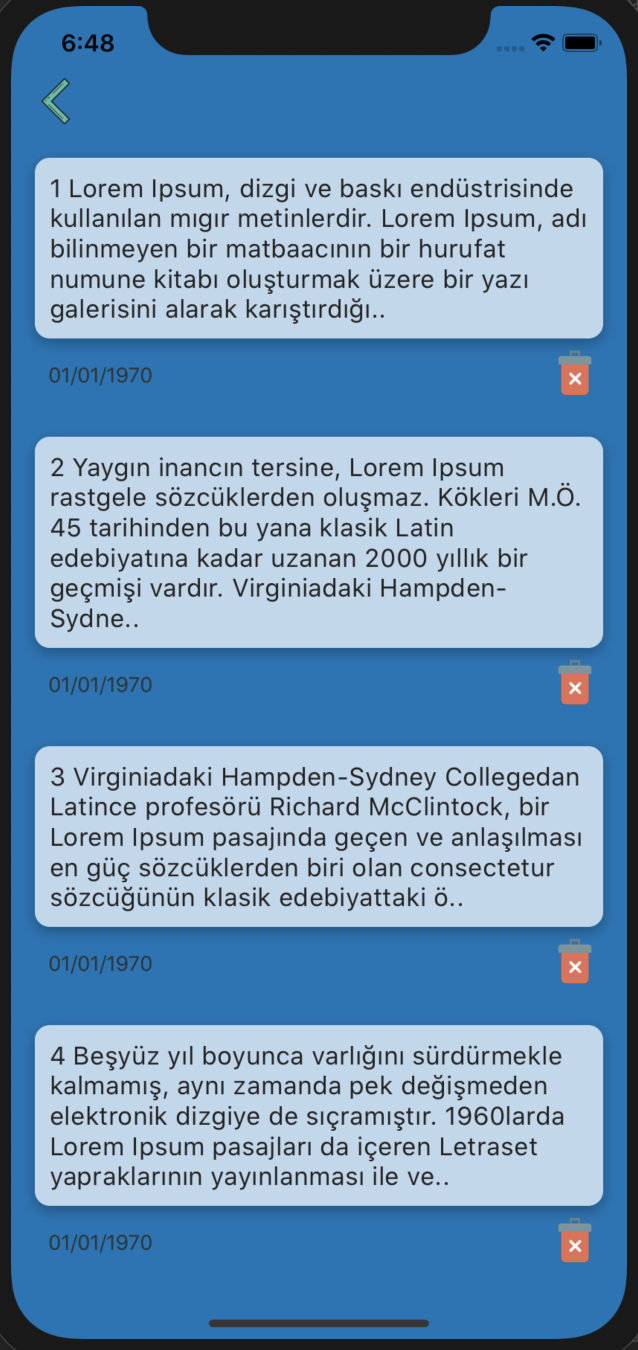 6:48
1 Lorem Ipsum, dizgi ve baskı endüstrisinde
kullanılan mıgır metinlerdir. Lorem Ipsum, adı
bilinmeyen bir matbaacının bir hurufat
numune kitabı oluşturmak üzere bir yazı
galerisini alarak karıştırdığı..
01/01/1970
2 Yaygın inancın tersine, Lorem Ipsum
rastgele sözcüklerden oluşmaz. Kökleri M.Ö.
45 tarihinden bu yana klasik Latin
edebiyatına kadar uzanan 2000 yıllık bir
geçmişi vardır. Virginiadaki Hampden-
Sydne..
01/01/1970
3 Virginiadaki Hampden-Sydney Collegedan
Latince profesörü Richard McClintock, bir
Lorem Ipsum pasajında geçen ve anlaşılması
en güç sözcüklerden biri olan consectetur
sözcüğünün klasik edebiyattaki ö..
01/01/1970
4 Beşyüz yıl boyunca varlığını sürdürmekle
kalmamış, aynı zamanda pek değişmeden
elektronik dizgiye de sıçramıştır. 1960larda
Lorem Ipsum pasajları da içeren Letraset
yapraklarının yayınlanması ile ve..
01/01/1970